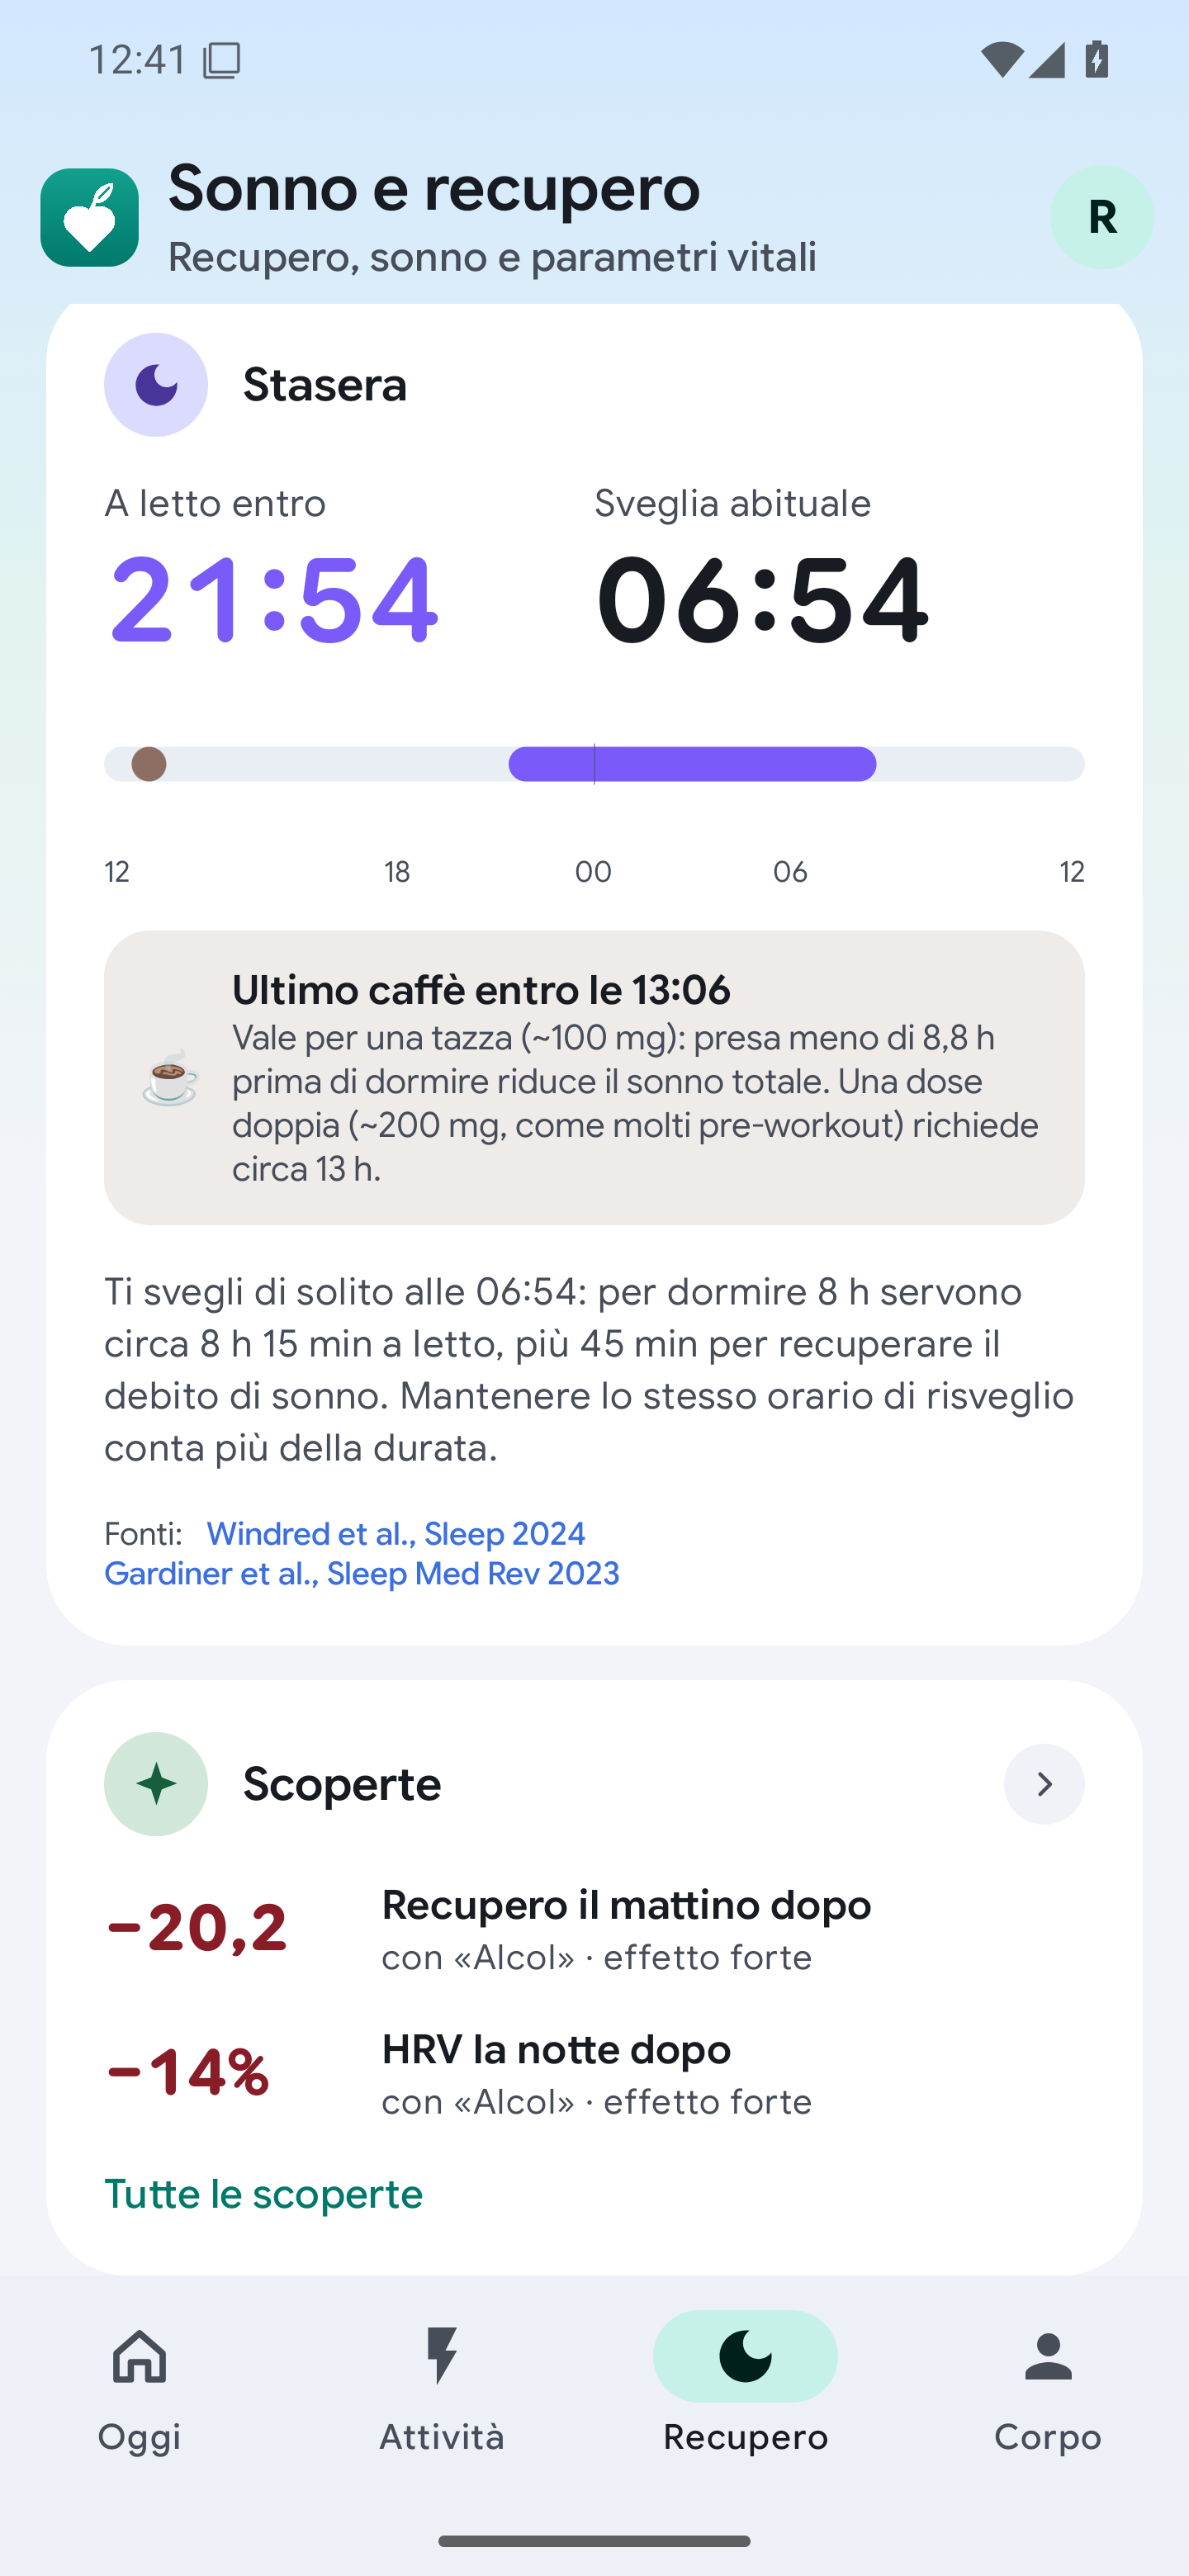 12:41
Sonno e recupero
Recupero, sonno e parametri vitali
R
Stasera
A letto entro
Sveglia abituale
21:54
06:54
12 18 00 06 12
Ultimo caffè entro le 13:06
Vale per una tazza (~100 mg): presa meno di 8,8 h
prima di dormire riduce il sonno totale. Una dose
doppia (~200 mg, come molti pre-workout) richiede
circa 13 h.
Ti svegli di solito alle 06:54: per dormire 8 h servono
circa 8 h 15 min a letto, più 45 min per recuperare il
debito di sonno. Mantenere lo stesso orario di risveglio
conta più della durata.
Fonti: Windred et al., Sleep 2024
Gardiner et al., Sleep Med Rev 2023
Scoperte
−20,2
Recupero il mattino dopo
con «Alcol» · effetto forte
−14%
HRV la notte dopo
con «Alcol» · effetto forte
Tutte le scoperte
Oggi
Attività
Recupero
Corpo